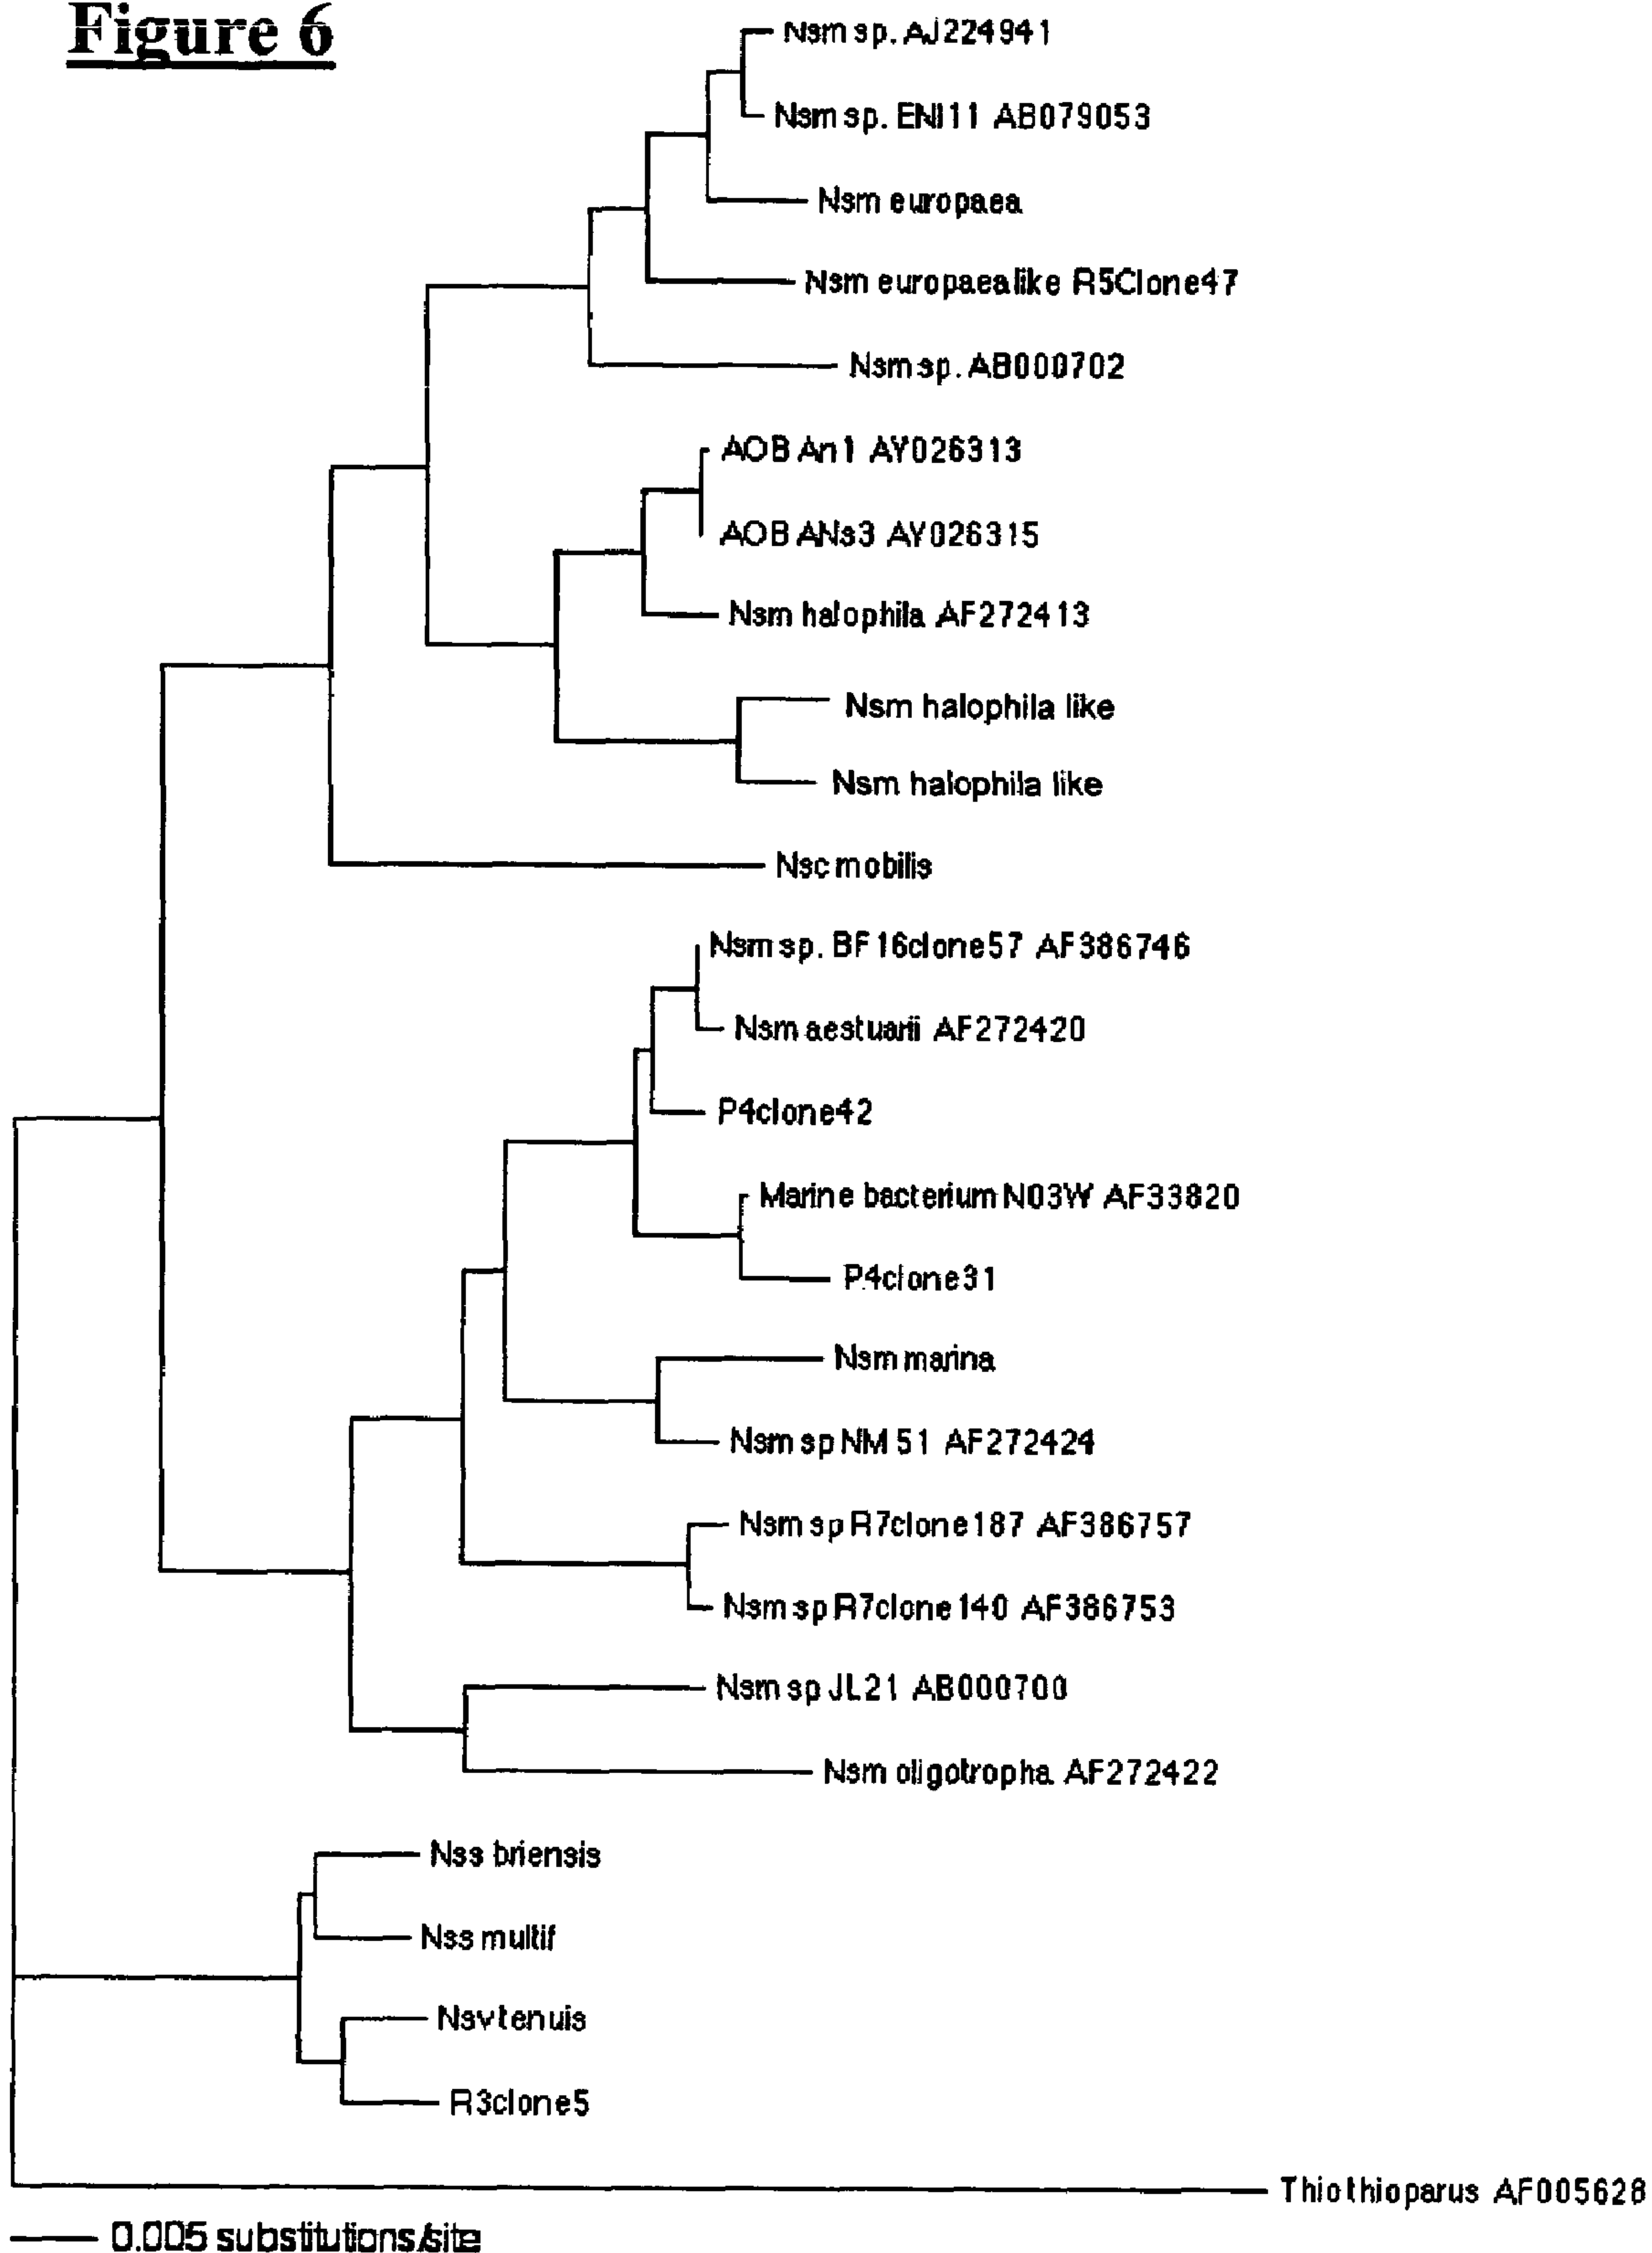 Figure 6
Nsm sp. AJ224941
Nsm sp. ENI11 AB079053
Nsm europaea
Nsm europaealike R5Clone47
Nsm sp. AB000702
AOB An1 AY026313
AOB ANs3 AY026315
Nsm halophila AF272413
Nsm halophila like
Nsm halophila like
Nsc mobilis
Nsm sp. BF16clone57 AF386746
Nsm aestuarii AF272420
P4clone42
Marine bacterium N03W AF33820
P4clone31
Nsm marina
Nsm sp NM 51 AF272424
Nsm sp R7clone187 AF386757
Nsm sp R7clone140 AF386753
Nsm sp JL21 AB000700
Nsm oligotropha AF272422
Nss briensis
Nss multif
Nsv tenuis
R3clone5
Thiothioparus AF005628
0.005 substitutions/site